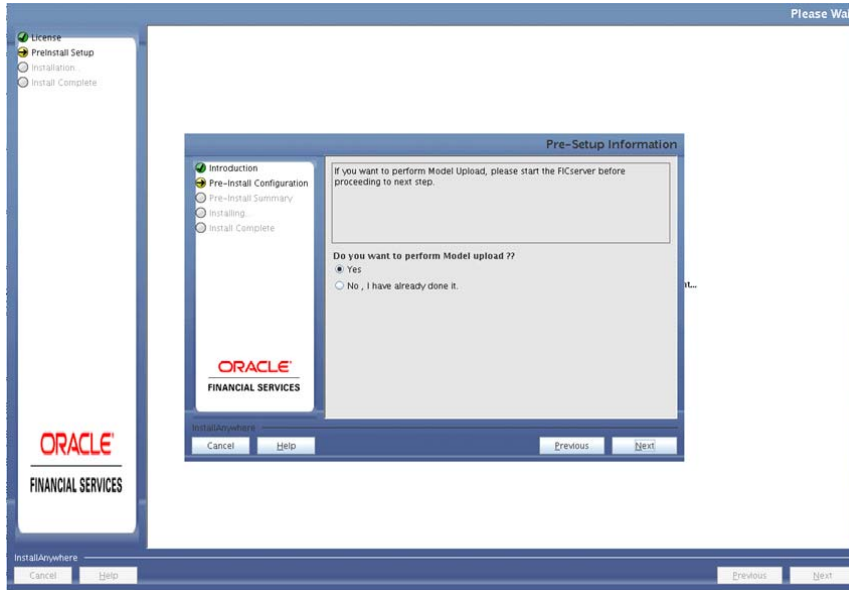 Please Wai
License
PreInstall Setup
Installation...
Install Complete
Pre-Setup Information
Introduction
Pre-Install Configuration
Pre-Install Summary
Installing...
Install Complete
If you want to perform Model Upload, please start the FICserver before
proceeding to next step.
Do you want to perform Model upload ??
Yes
No , I have already done it.
nt...
ORACLE
FINANCIAL SERVICES
InstallAnywhere
Cancel
Help
Previous
Next
ORACLE
FINANCIAL SERVICES
InstallAnywhere
Cancel
Help
Previous
Next